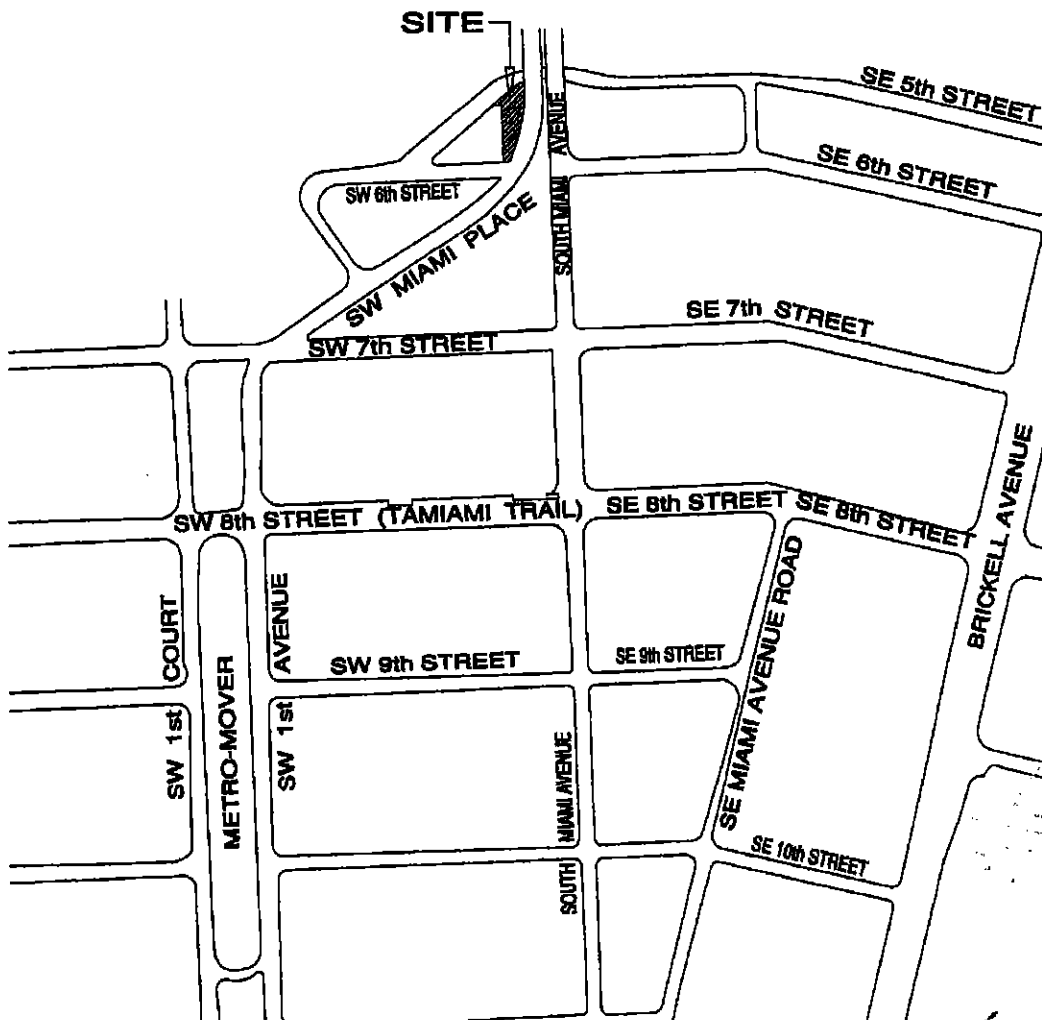 SITE
SE 5th STREET
AVENUE
SE 6th STREET
SW 6th STREET
SOUTH MIAMI
SW MIAMI PLACE
SE 7th STREET
SW 7th STREET
BRICKELL AVENUE
SW 8th STREET (TAMIAMI TRAIL)
SE 8th STREET
SE 8th STREET
COURT
AVENUE
SE MIAMI AVENUE ROAD
SW 9th STREET
SE 9th STREET
METRO-MOVER
SW 1st
SW 1st
MIAMI AVENUE
SE 10th STREET
SOUTH